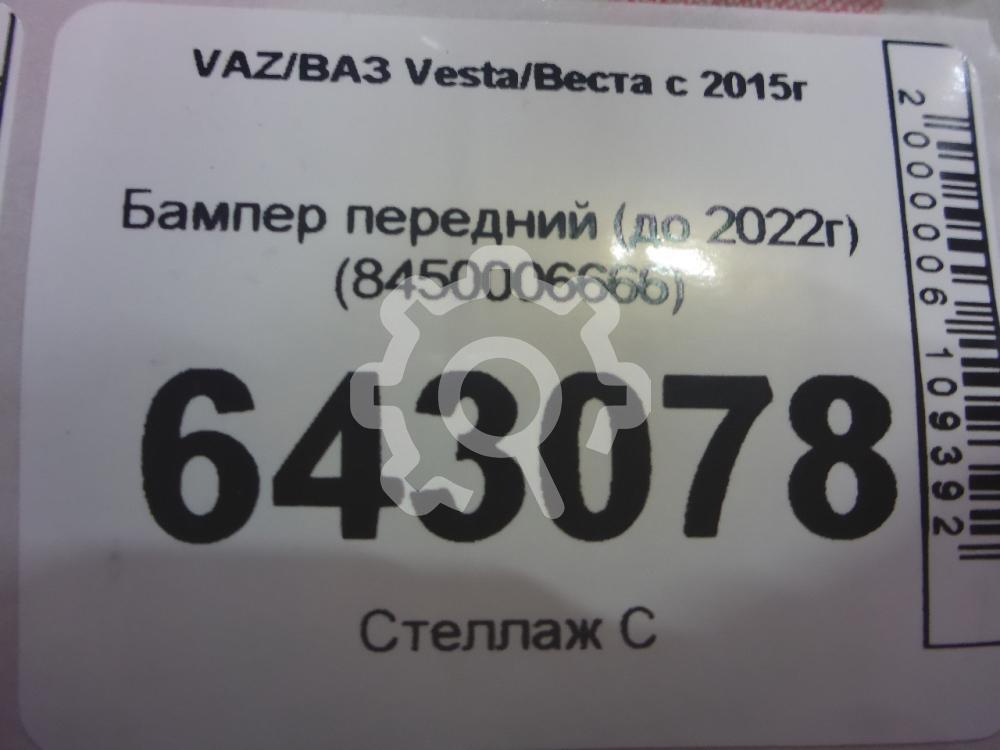 VAZ/ВАЗ Vesta/Веста с 2015г
Бампер передний (до 2022г)
(8450006666)
643078
Стеллаж С
2000006109392